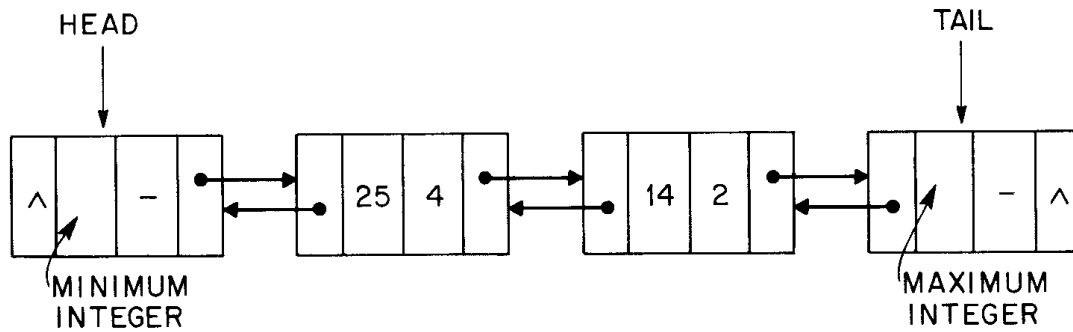 HEAD
TAIL
^ - 25 4 14 2 - ^
MINIMUM
INTEGER
MAXIMUM
INTEGER